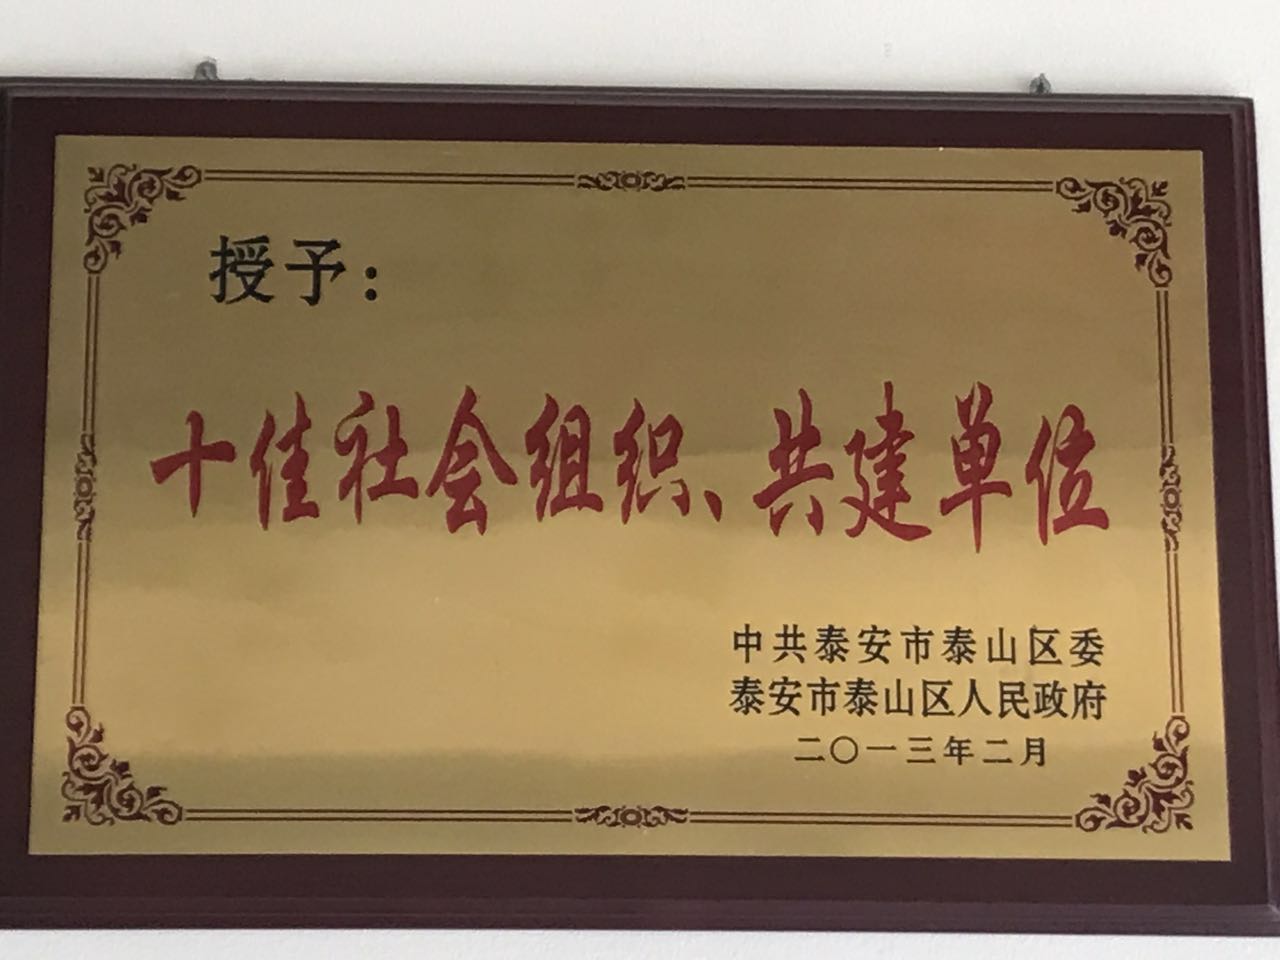 授予：
十佳社会组织、共建单位
中共泰安市泰山区委
泰安市泰山区人民政府
二〇一三年二月